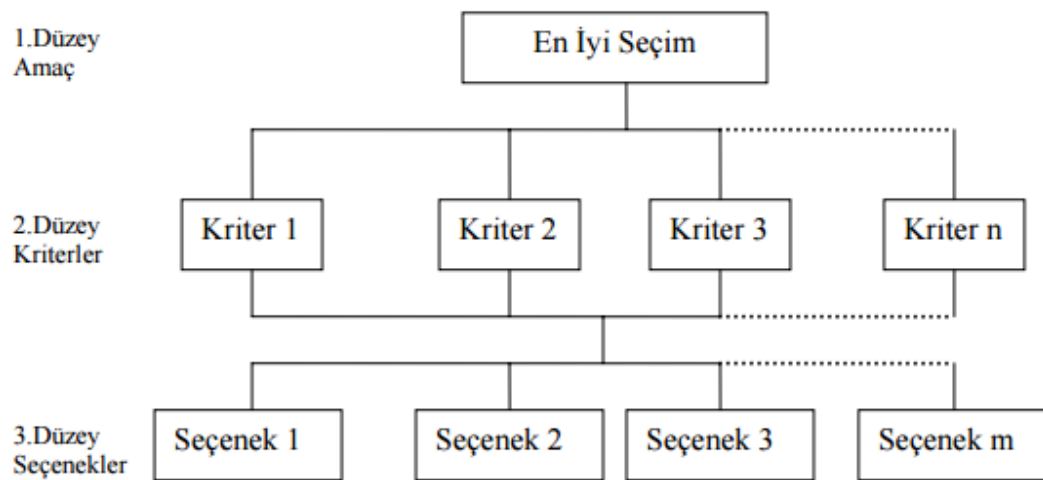 1.Düzey
Amaç
En İyi Seçim
2.Düzey
Kriterler
Kriter 1
Kriter 2
Kriter 3
Kriter n
3.Düzey
Seçenekler
Seçenek 1
Seçenek 2
Seçenek 3
Seçenek m